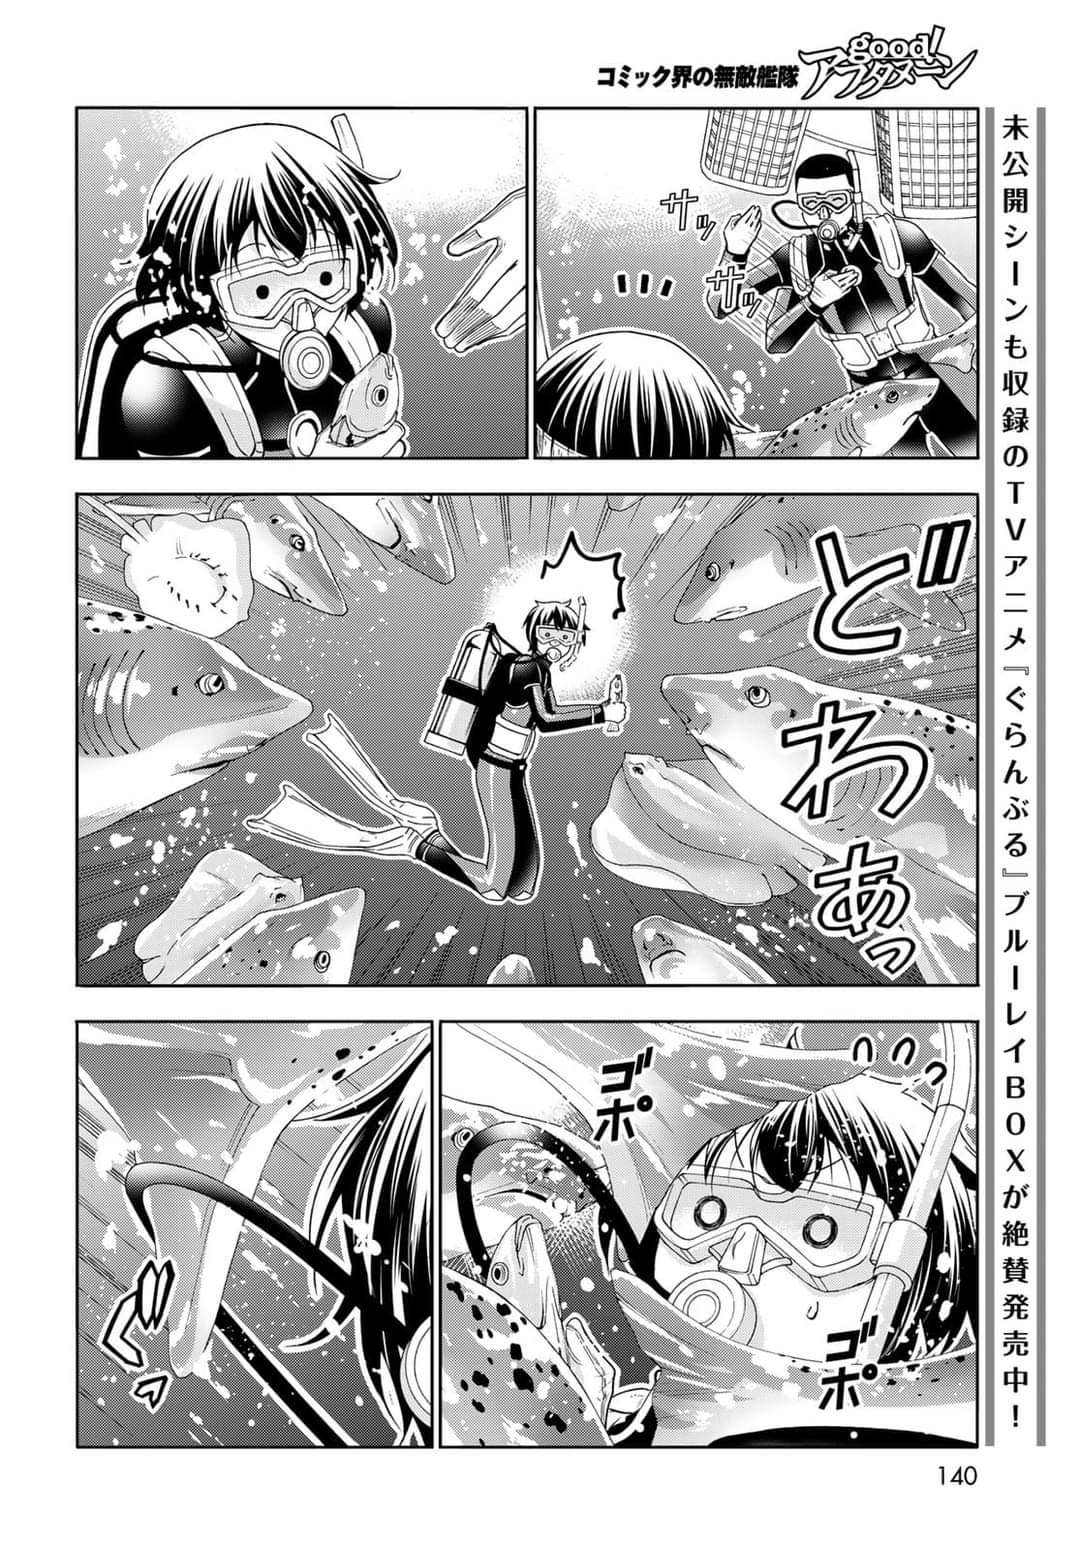 コミック界の無敵艦隊
good!
アフタヌーン
未公開シーンも収録のTVアニメ『ぐらんぶる』ブルーレイBOXが絶賛発売中！
サッ
サッ
ど
わ
あっ
ゴポ
ゴポ
ぐ
140